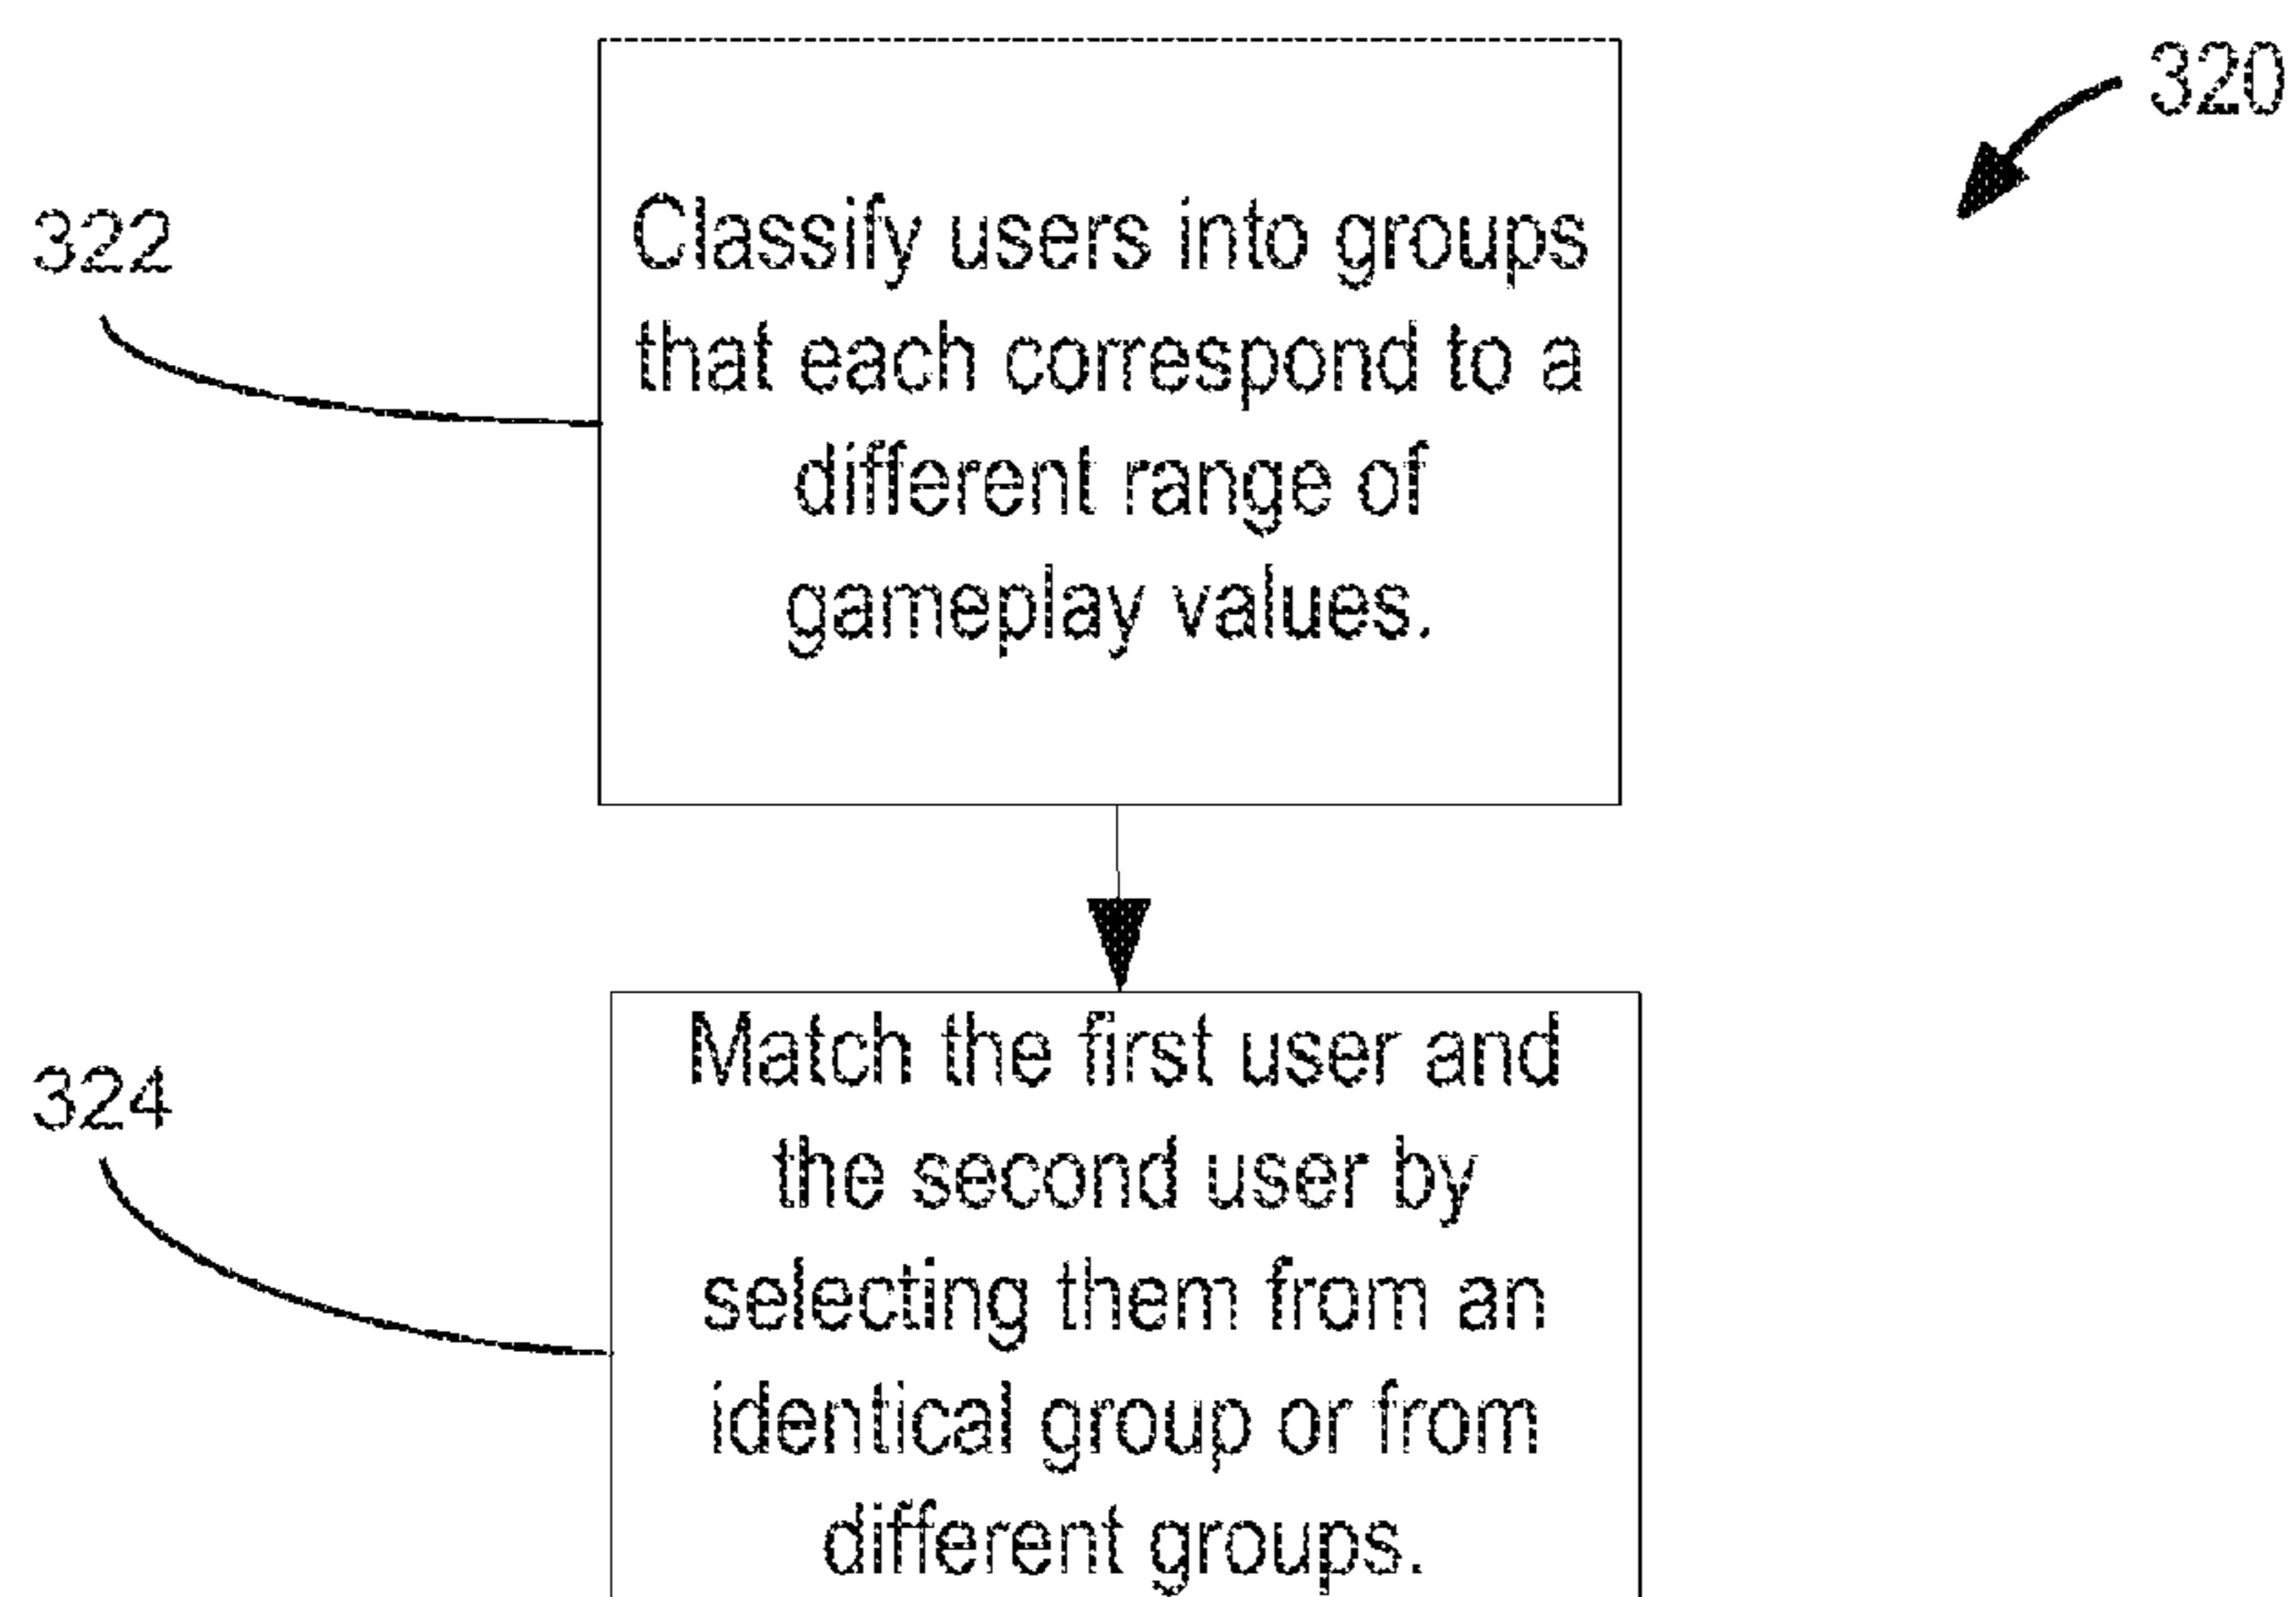 320
322
Classify users into groups
that each correspond to a
different range of
gameplay values.
324
Match the first user and
the second user by
selecting them from an
identical group or from
different groups.